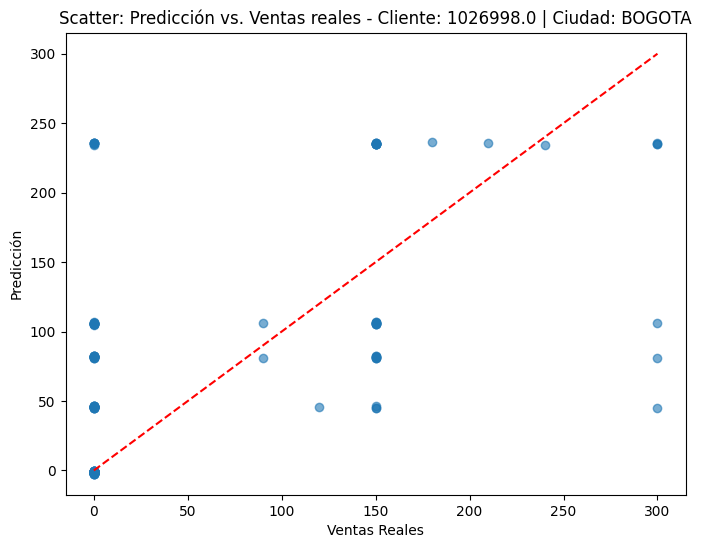 Scatter: Predicción vs. Ventas reales - Cliente: 1026998.0 | Ciudad: BOGOTA
300
250
200
150
100
50
0
Predicción
0 50 100 150 200 250 300
Ventas Reales